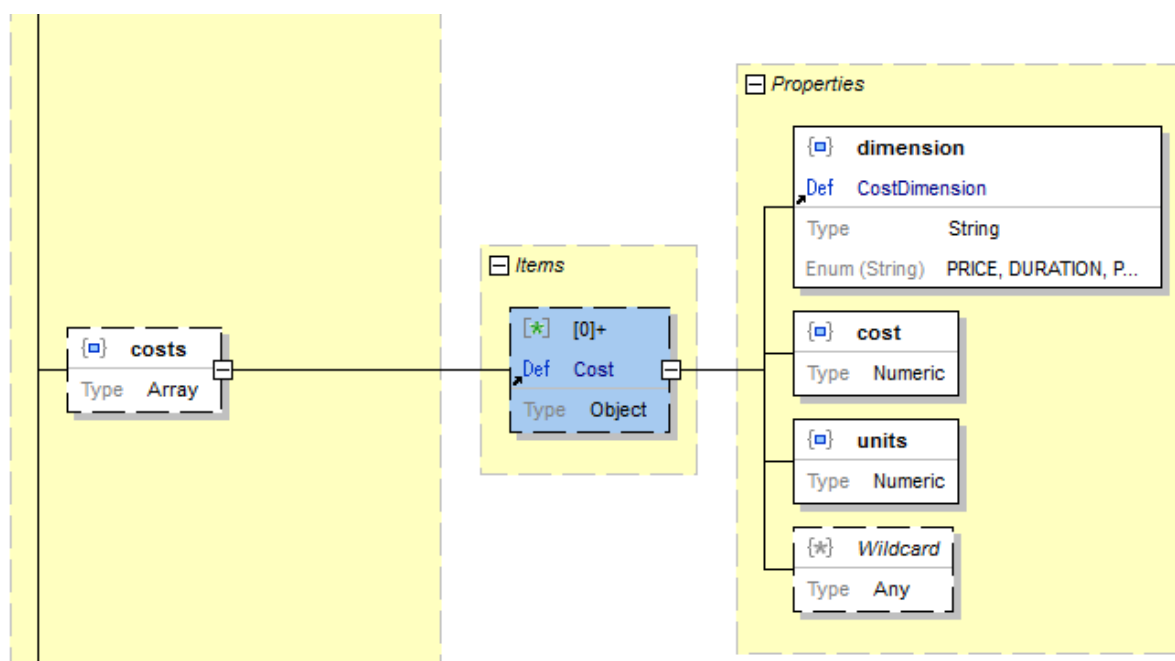 Properties
dimension
Def CostDimension
Type String
Enum (String) PRICE, DURATION, P...
Items
[*] [0]+
Def Cost
Type Object
costs
Type Array
cost
Type Numeric
units
Type Numeric
{*} Wildcard
Type Any